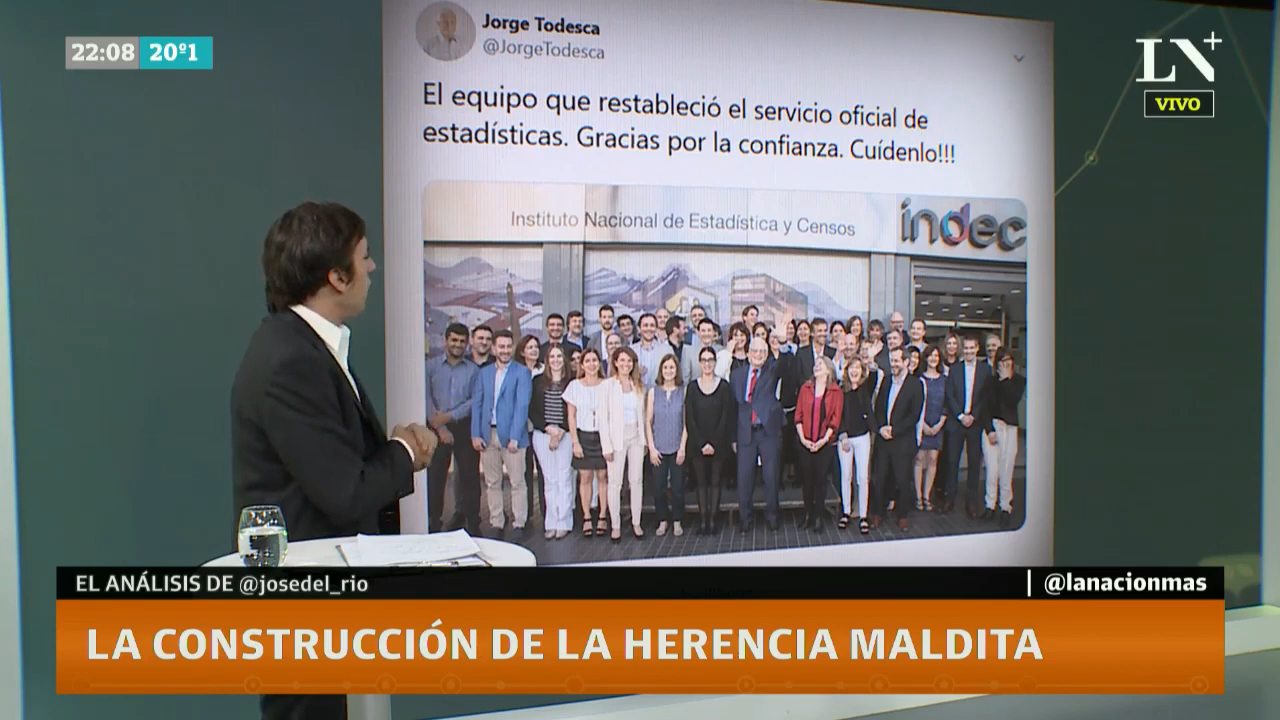 22:08 20º1
LN+
VIVO
Jorge Todesca
@JorgeTodesca
El equipo que restableció el servicio oficial de
estadísticas. Gracias por la confianza. Cuídenlo!!!
Instituto Nacional de Estadística y Censos
indec
EL ANÁLISIS DE @josedel_rio
| @lanacionmas
LA CONSTRUCCIÓN DE LA HERENCIA MALDITA